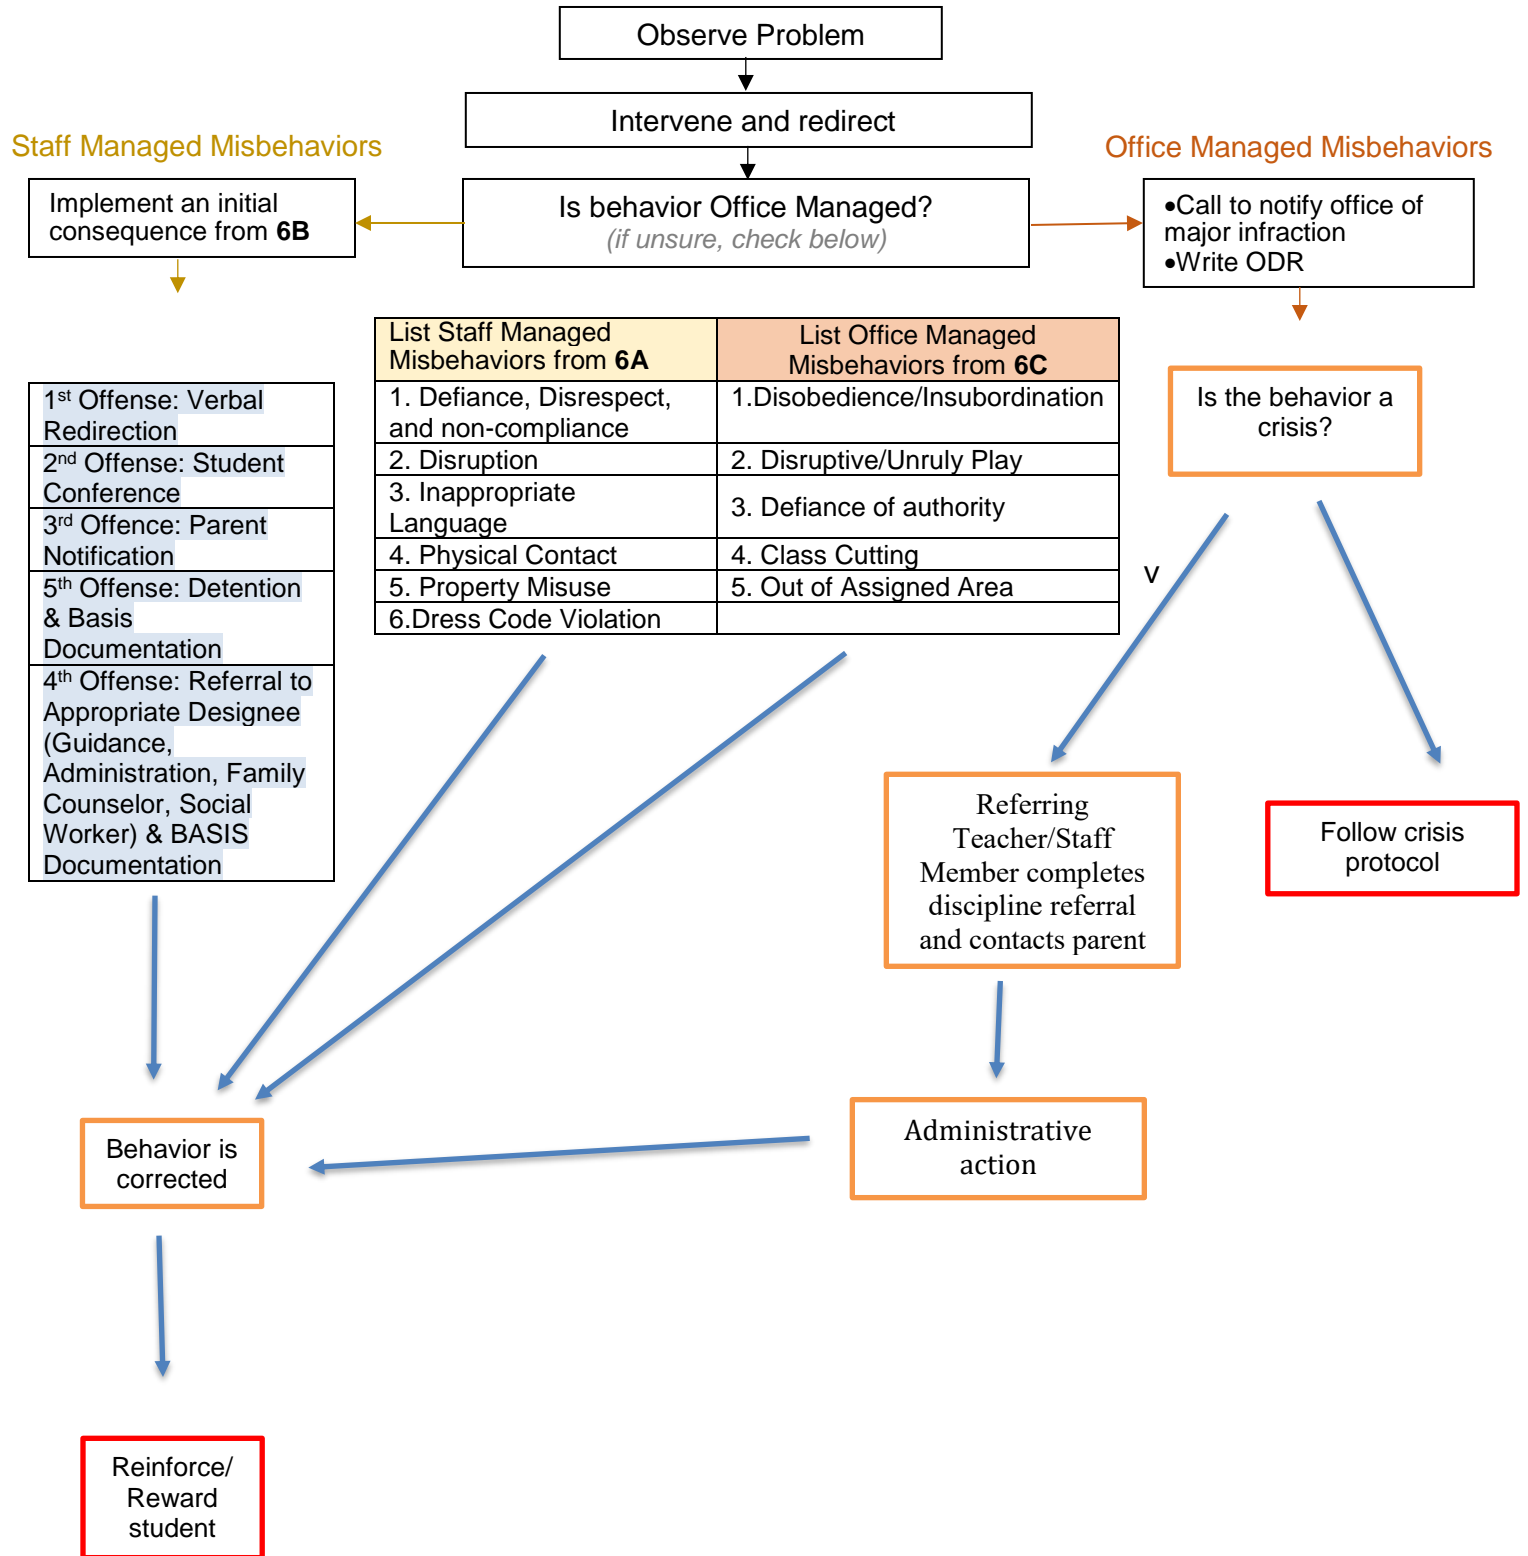 Observe Problem
Intervene and redirect
Staff Managed Misbehaviors
Office Managed Misbehaviors
Implement an initial
consequence from 6B
Is behavior Office Managed?
(if unsure, check below)
•Call to notify office of
major infraction
•Write ODR
List Staff Managed
Misbehaviors from 6A
List Office Managed
Misbehaviors from 6C
1. Defiance, Disrespect,
and non-compliance
1.Disobedience/Insubordination
2. Disruption
2. Disruptive/Unruly Play
3. Inappropriate
Language
3. Defiance of authority
4. Physical Contact
4. Class Cutting
5. Property Misuse
5. Out of Assigned Area
6.Dress Code Violation
1st Offense: Verbal
Redirection
2nd Offense: Student
Conference
3rd Offence: Parent
Notification
5th Offense: Detention
& Basis
Documentation
4th Offense: Referral to
Appropriate Designee
(Guidance,
Administration, Family
Counselor, Social
Worker) & BASIS
Documentation
Is the behavior a
crisis?
v
Referring
Teacher/Staff
Member completes
discipline referral
and contacts parent
Follow crisis
protocol
Administrative
action
Behavior is
corrected
Reinforce/
Reward
student